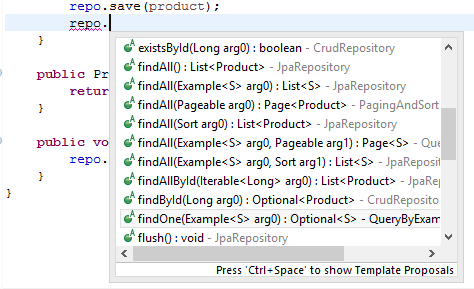 repo.save(product);
repo.
}
existsById(Long arg0) : boolean - CrudRepository
findAll() : List<Product> - JpaRepository
public Pr
findAll(Example<S> arg0) : List<S> - JpaRepository
retur
findAll(Pageable arg0) : Page<Product> - PagingAndSort
}
findAll(Sort arg0) : List<Product> - JpaRepository
findAll(Example<S> arg0, Pageable arg1) : Page<S> - Que
public vo
findAll(Example<S> arg0, Sort arg1) : List<S> - JpaRepos
repo.
findAllById(Iterable<Long> arg0) : List<Product> - JpaRe
}
findById(Long arg0) : Optional<Product> - CrudReposito
}
findOne(Example<S> arg0) : Optional<S> - QueryByExam
flush() : void - JpaRepository
Press 'Ctrl+Space' to show Template Proposals